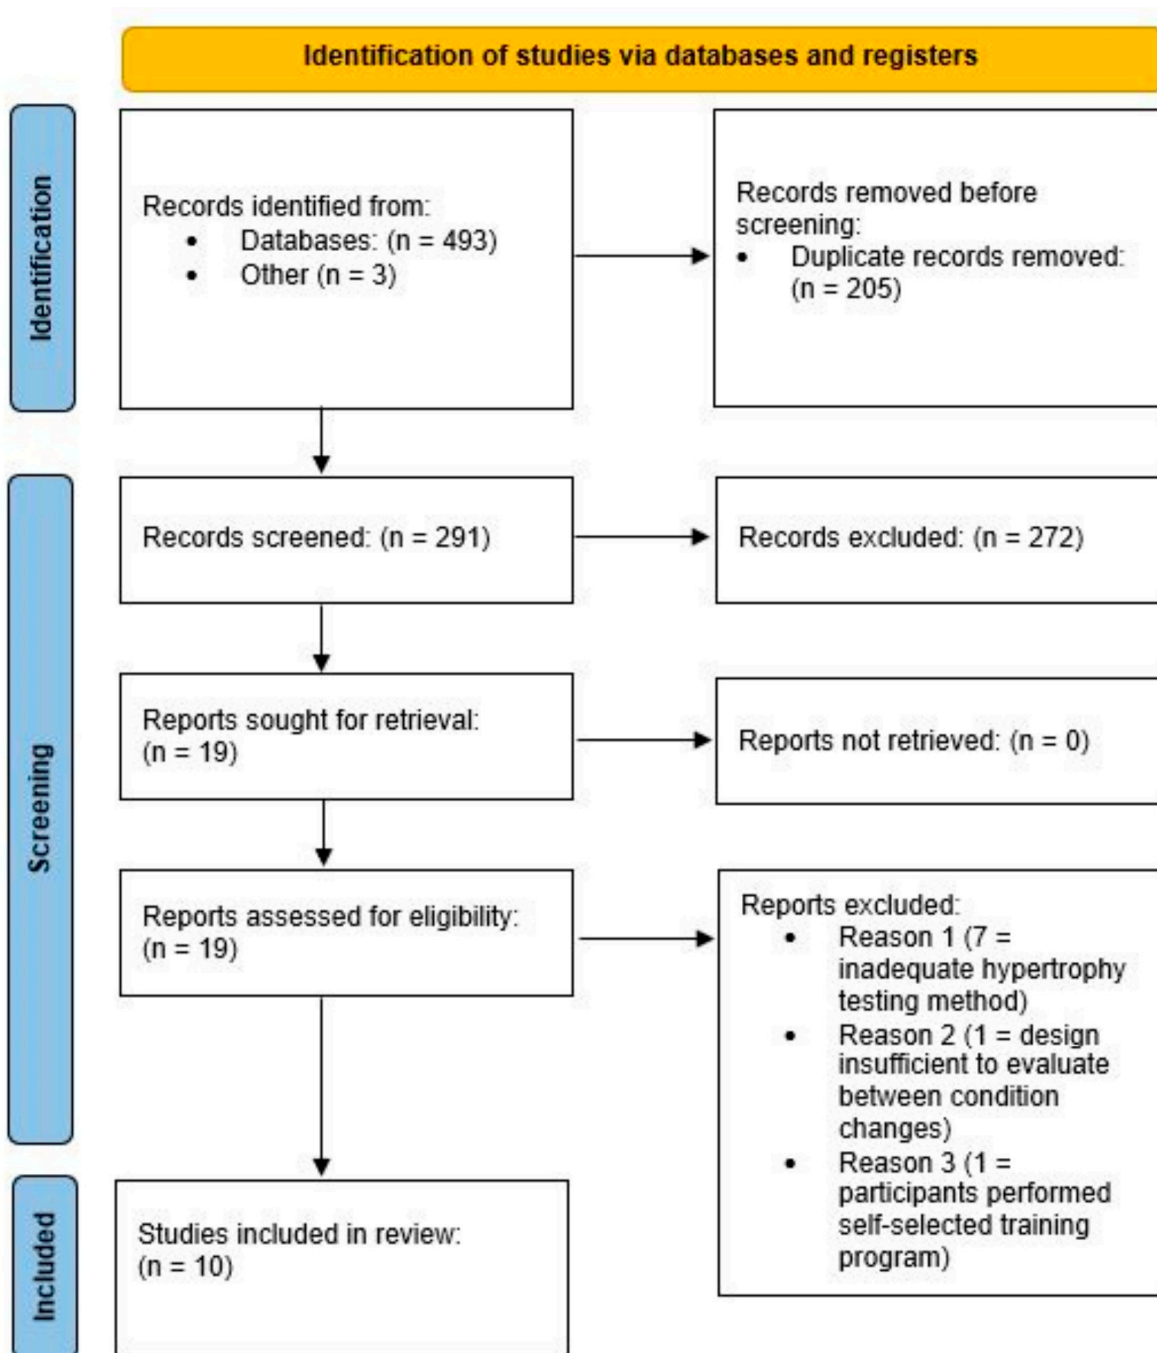 Identification of studies via databases and registers
Identification
Records identified from:
• Databases: (n = 493)
• Other (n = 3)
Records removed before
screening:
• Duplicate records removed:
(n = 205)
Screening
Records screened: (n = 291)
Records excluded: (n = 272)
Reports sought for retrieval:
(n = 19)
Reports not retrieved: (n = 0)
Reports assessed for eligibility:
(n = 19)
Reports excluded:
• Reason 1 (7 =
inadequate hypertrophy
testing method)
• Reason 2 (1 = design
insufficient to evaluate
between condition
changes)
• Reason 3 (1 =
participants performed
self-selected training
program)
Included
Studies included in review:
(n = 10)